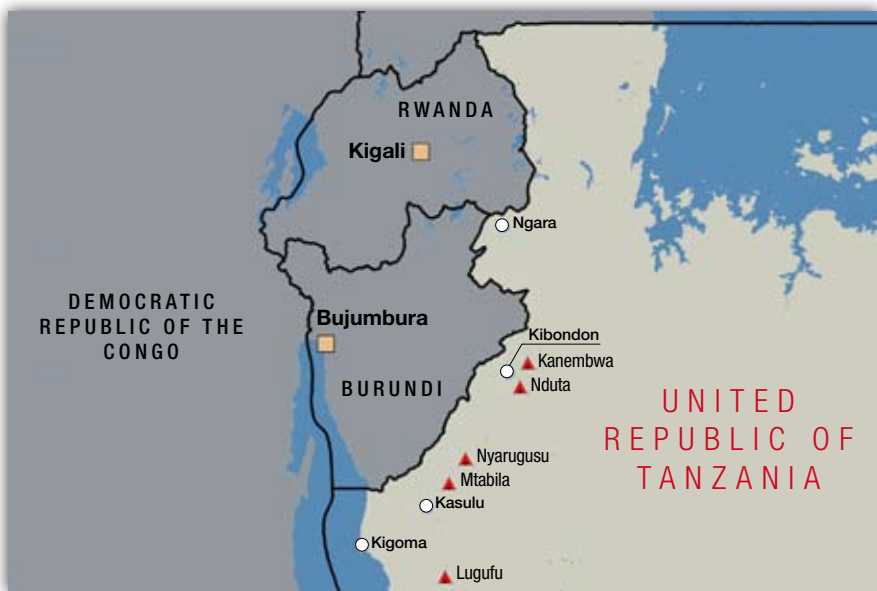 RWANDA
Kigali
Ngara
DEMOCRATIC
REPUBLIC OF THE
CONGO
Bujumbura
Kibondon
Kanembwa
BURUNDI
Nduta
UNITED
REPUBLIC OF
TANZANIA
Nyarugusu
Mtabila
Kasulu
Kigoma
Lugufu